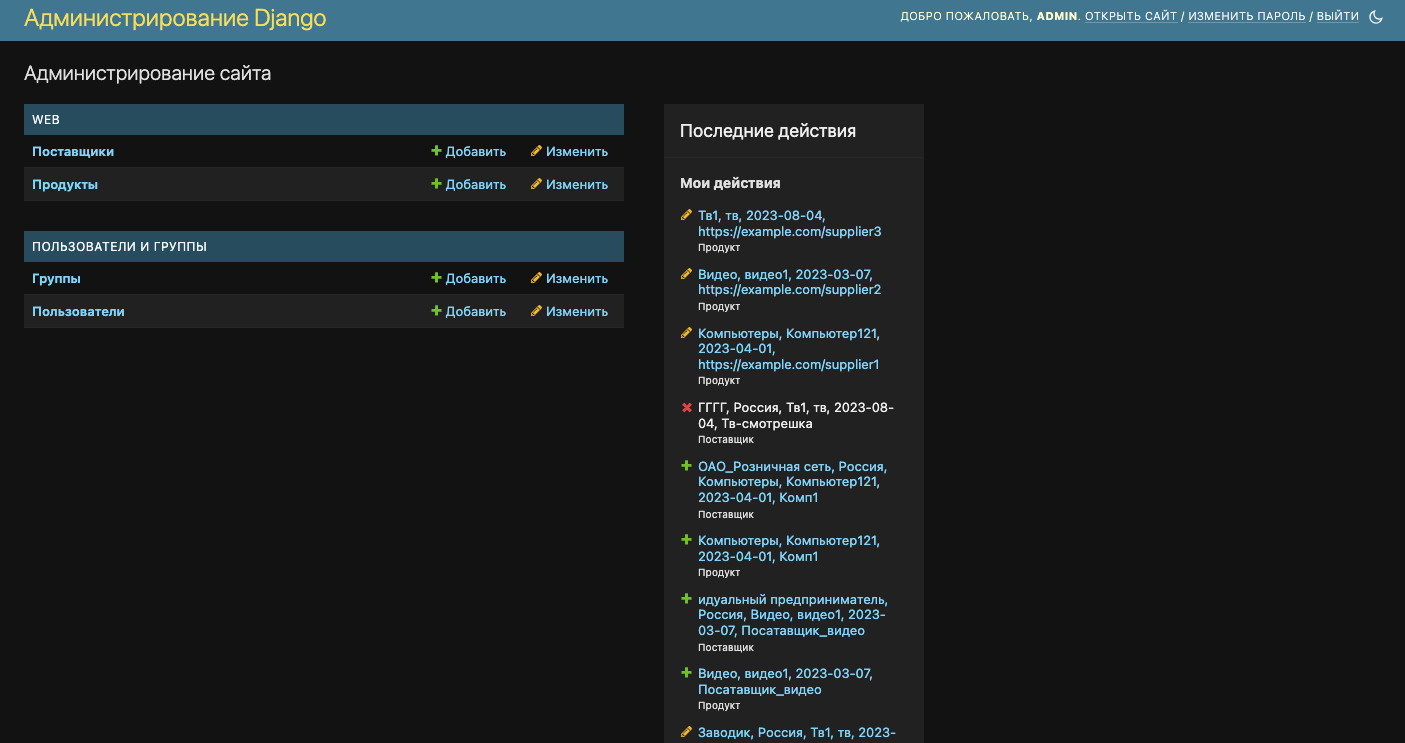 Администрирование Django
ДОБРО ПОЖАЛОВАТЬ, ADMIN. ОТКРЫТЬ САЙТ / ИЗМЕНИТЬ ПАРОЛЬ / ВЫЙТИ
Администрирование сайта
WEB
Поставщики Добавить Изменить
Продукты Добавить Изменить
ПОЛЬЗОВАТЕЛИ И ГРУППЫ
Группы Добавить Изменить
Пользователи Добавить Изменить
Последние действия
Мои действия
Тв1, тв, 2023-08-04,
https://example.com/supplier3
Продукт
Видео, видео1, 2023-03-07,
https://example.com/supplier2
Продукт
Компьютеры, Компьютер121,
2023-04-01,
https://example.com/supplier1
Продукт
ГГГГ, Россия, Тв1, тв, 2023-08-
04, Тв-смотрешка
Поставщик
ОАО_Розничная сеть, Россия,
Компьютеры, Компьютер121,
2023-04-01, Комп1
Поставщик
Компьютеры, Компьютер121,
2023-04-01, Комп1
Продукт
идуальный предприниматель,
Россия, Видео, видео1, 2023-
03-07, Посатавщик_видео
Поставщик
Видео, видео1, 2023-03-07,
Посатавщик_видео
Продукт
Заводик, Россия, Тв1, тв, 2023-